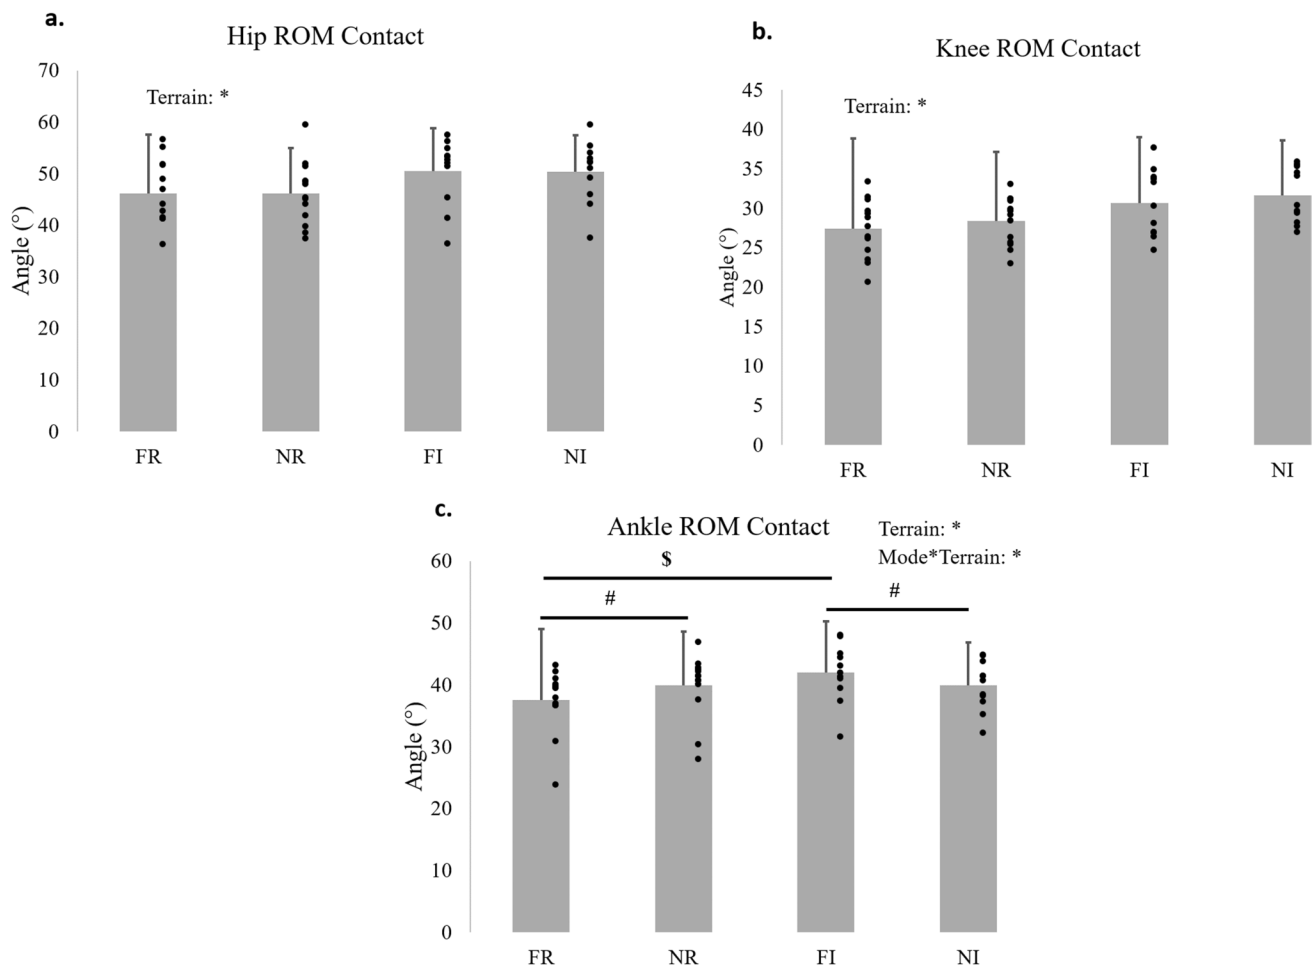 a.
Hip ROM Contact
Terrain: *
Angle (°)
70
60
50
40
30
20
10
0
FR NR FI NI
b.
Knee ROM Contact
Terrain: *
Angle (°)
45
40
35
30
25
20
15
10
5
0
FR NR FI NI
c.
Ankle ROM Contact
Terrain: *
Mode*Terrain: *
$
#
#
Angle (°)
60
50
40
30
20
10
0
FR NR FI NI